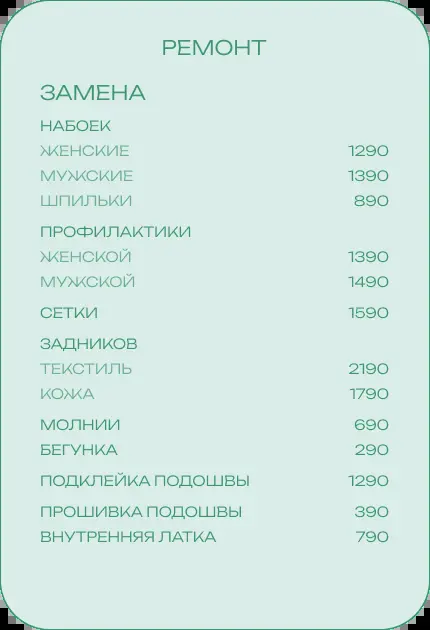 РЕМОНТ
ЗАМЕНА
НАБОЕК
ЖЕНСКИЕ 1290
МУЖСКИЕ 1390
ШПИЛЬКИ 890
ПРОФИЛАКТИКИ
ЖЕНСКОЙ 1390
МУЖСКОЙ 1490
СЕТКИ 1590
ЗАДНИКОВ
ТЕКСТИЛЬ 2190
КОЖА 1790
МОЛНИИ 690
БЕГУНКА 290
ПОДКЛЕЙКА ПОДОШВЫ 1290
ПРОШИВКА ПОДОШВЫ 390
ВНУТРЕННЯЯ ЛАТКА 790